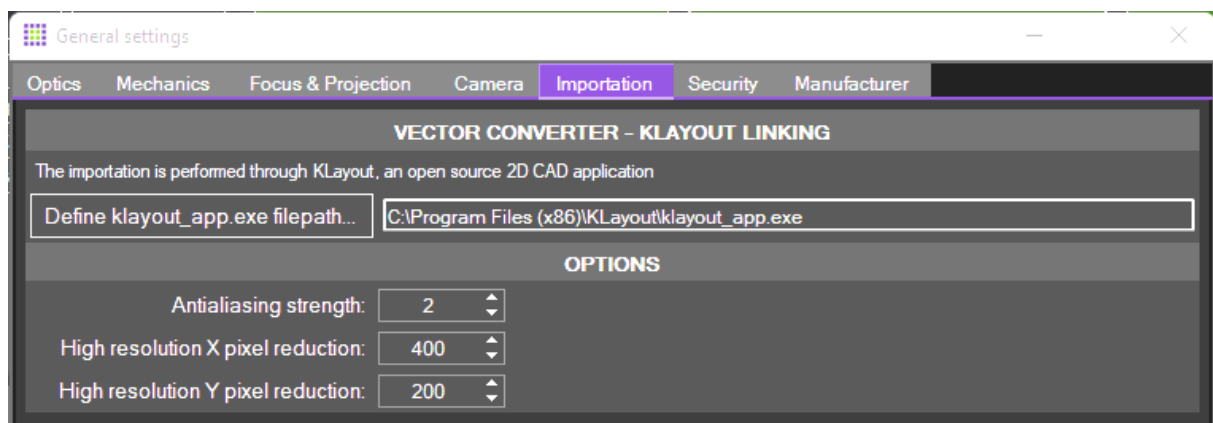 General settings
Optics Mechanics Focus & Projection Camera Importation Security Manufacturer
VECTOR CONVERTER - KLAYOUT LINKING
The importation is performed through KLayout, an open source 2D CAD application
Define klayout_app.exe filepath... C:\Program Files (x86)\KLayout\klayout_app.exe
OPTIONS
Antialiasing strength: 2
High resolution X pixel reduction: 400
High resolution Y pixel reduction: 200